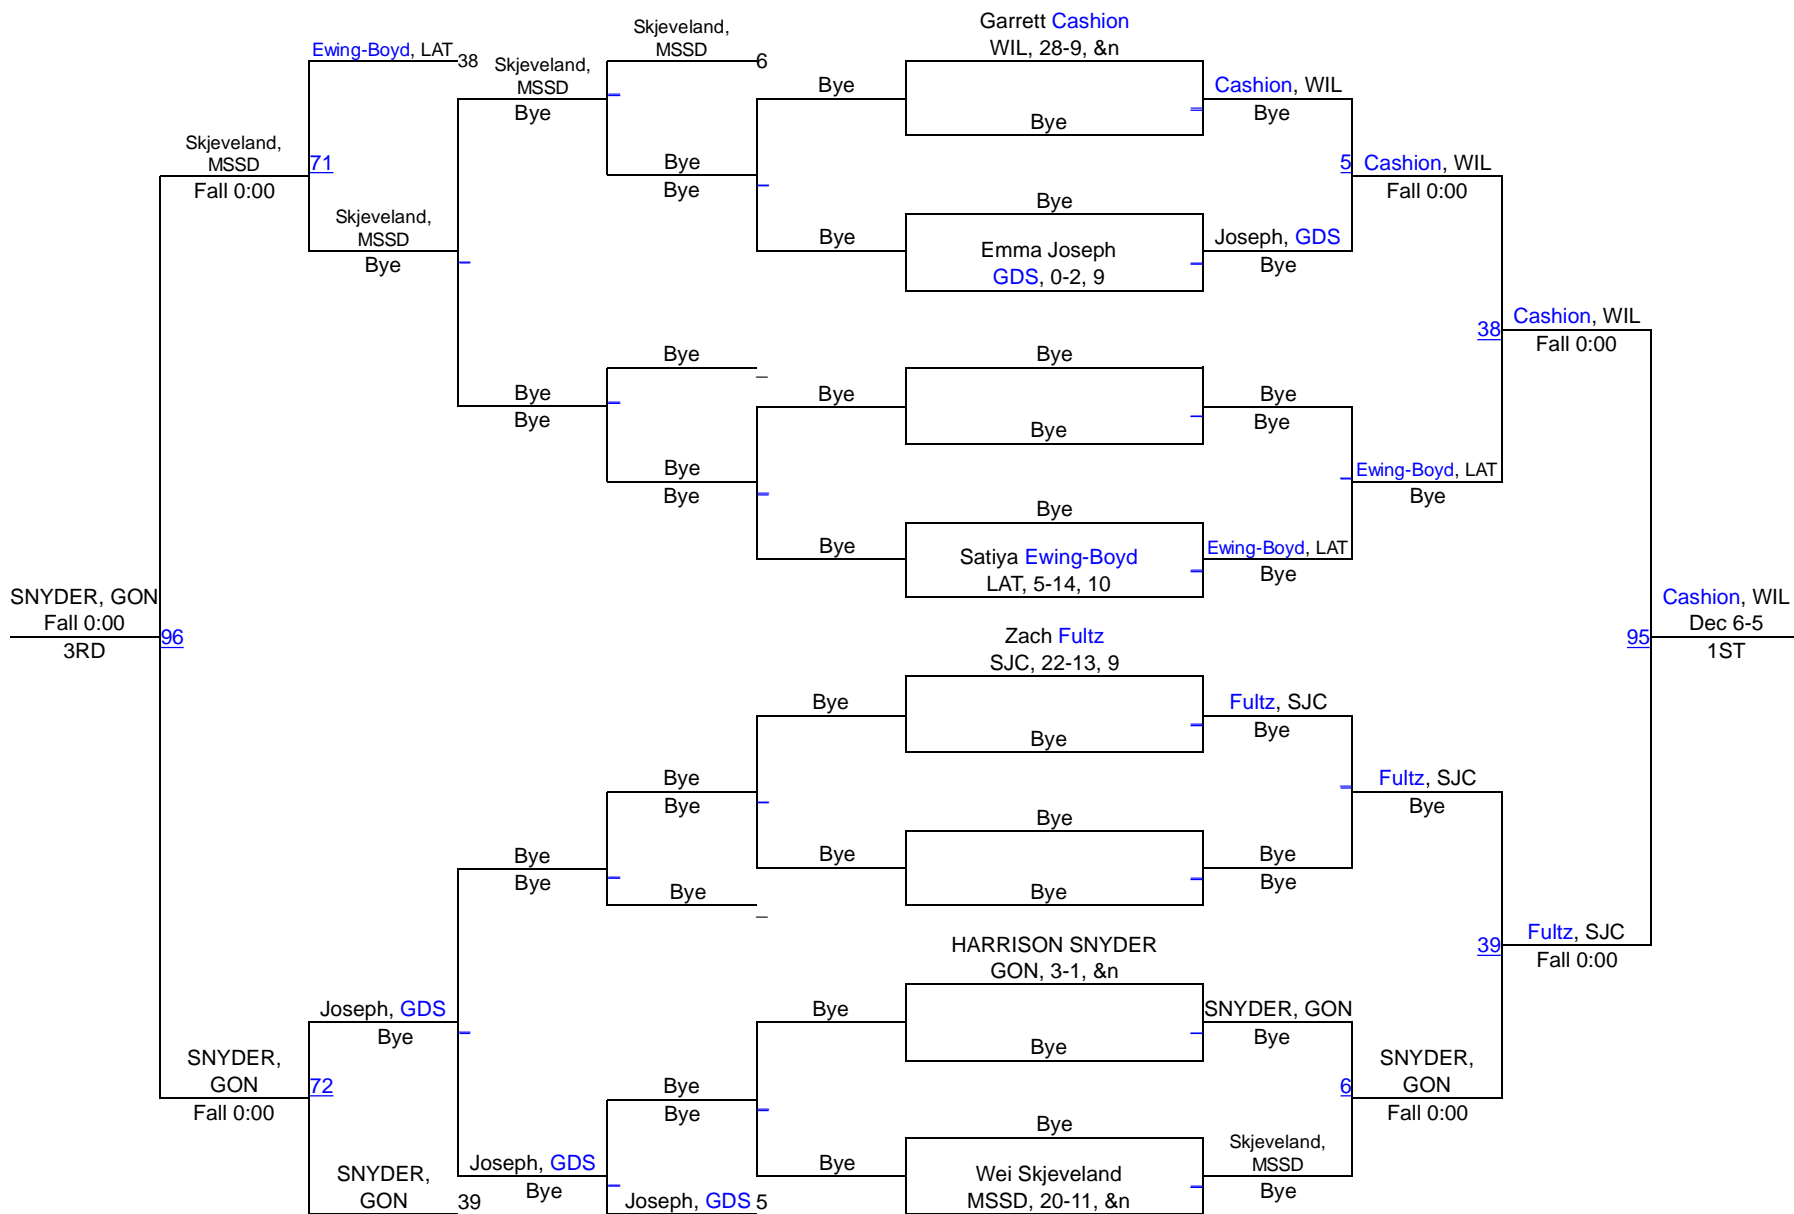 Garrett Cashion
WIL, 28-9, &n
Skjeveland,
MSSD
6
Ewing-Boyd, LAT
38
Skjeveland,
MSSD
Bye
Bye
Cashion, WIL
Bye
Bye
Skjeveland,
MSSD
Fall 0:00
71
Bye
Bye
5
Cashion, WIL
Fall 0:00
Skjeveland,
MSSD
Bye
Bye
Bye
Emma Joseph
GDS, 0-2, 9
Joseph, GDS
Bye
38
Cashion, WIL
Fall 0:00
Bye
Bye
Bye
Bye
Bye
Bye
Bye
Bye
Bye
Bye
Bye
Ewing-Boyd, LAT
Bye
Bye
Bye
Satiya Ewing-Boyd
LAT, 5-14, 10
Ewing-Boyd, LAT
Bye
SNYDER, GON
Fall 0:00
3RD
96
Zach Fultz
SJC, 22-13, 9
95
Cashion, WIL
Dec 6-5
1ST
Bye
Bye
Fultz, SJC
Bye
Bye
Bye
Fultz, SJC
Bye
Bye
Bye
Bye
Bye
Bye
Bye
Bye
Bye
HARRISON SNYDER
GON, 3-1, &n
39
Fultz, SJC
Fall 0:00
Joseph, GDS
Bye
Bye
Bye
SNYDER, GON
Bye
SNYDER,
GON
Fall 0:00
72
Bye
Bye
6
SNYDER,
GON
Fall 0:00
Bye
Bye
Wei Skjeveland
MSSD, 20-11, &n
Skjeveland,
MSSD
Bye
Joseph, GDS
Bye
SNYDER,
GON
39
Joseph, GDS
5